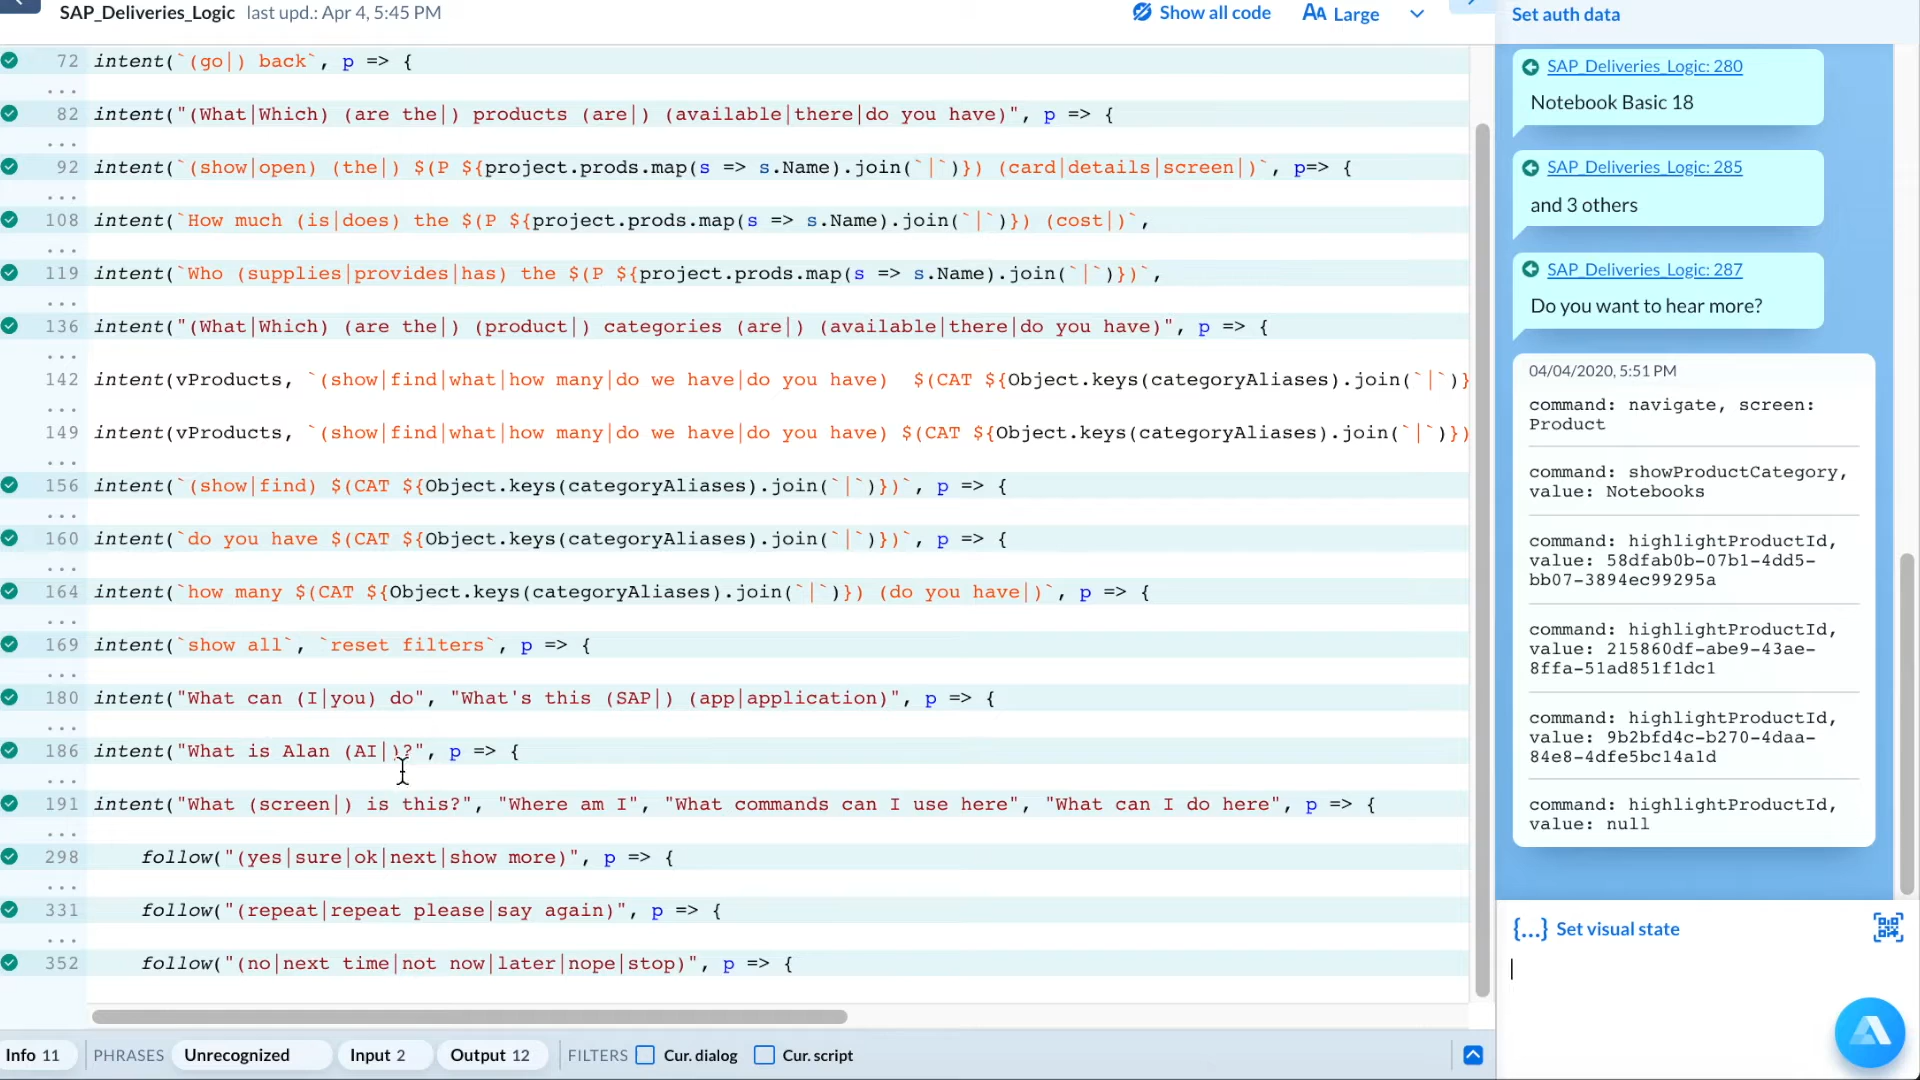 SAP_Deliveries_Logic last upd.: Apr 4, 5:45 PM
Show all code
AA Large
Set auth data
72 intent(`(go|) back`, p => {
...
82 intent("(What|Which) (are the|) products (are|) (available|there|do you have)", p => {
...
92 intent(`(show|open) (the|) $(P ${project.prods.map(s => s.Name).join(`|`)}) (card|details|screen|)`, p=> {
...
108 intent(`How much (is|does) the $(P ${project.prods.map(s => s.Name).join(`|`)}) (cost|)`,
...
119 intent(`Who (supplies|provides|has) the $(P ${project.prods.map(s => s.Name).join(`|`)})`,
...
136 intent("(What|Which) (are the|) (product|) categories (are|) (available|there|do you have)", p => {
...
142 intent(vProducts, `(show|find|what|how many|do we have|do you have)  $(CAT ${Object.keys(categoryAliases).join(`|`)}
...
149 intent(vProducts, `(show|find|what|how many|do we have|do you have) $(CAT ${Object.keys(categoryAliases).join(`|`)})
...
156 intent(`(show|find) $(CAT ${Object.keys(categoryAliases).join(`|`)})`, p => {
...
160 intent(`do you have $(CAT ${Object.keys(categoryAliases).join(`|`)})`, p => {
...
164 intent(`how many $(CAT ${Object.keys(categoryAliases).join(`|`)}) (do you have|)`, p => {
...
169 intent(`show all`, `reset filters`, p => {
...
180 intent("What can (I|you) do", "What's this (SAP|) (app|application)", p => {
...
186 intent("What is Alan (AI|)?", p => {
...
191 intent("What (screen|) is this?", "Where am I", "What commands can I use here", "What can I do here", p => {
...
298 follow("(yes|sure|ok|next|show more)", p => {
...
331 follow("(repeat|repeat please|say again)", p => {
...
352 follow("(no|next time|not now|later|nope|stop)", p => {
Info 11 PHRASES Unrecognized Input 2 Output 12 FILTERS Cur. dialog Cur. script
SAP_Deliveries_Logic: 280
Notebook Basic 18
SAP_Deliveries_Logic: 285
and 3 others
SAP_Deliveries_Logic: 287
Do you want to hear more?
04/04/2020, 5:51 PM
command: navigate, screen:
Product
command: showProductCategory,
value: Notebooks
command: highlightProductId,
value: 58dfab0b-07b1-4dd5-
bb07-3894ec99295a
command: highlightProductId,
value: 215860df-abe9-43ae-
8ffa-51ad851f1dc1
command: highlightProductId,
value: 9b2bfd4c-b270-4daa-
84e8-4dfe5bc14a1d
command: highlightProductId,
value: null
{...} Set visual state